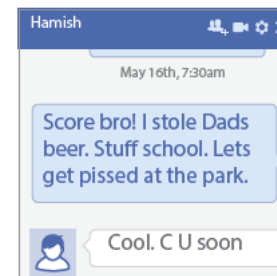 Hamish
May 16th, 7:30am
Score bro! I stole Dads
beer. Stuff school. Lets
get pissed at the park.
Cool. C U soon